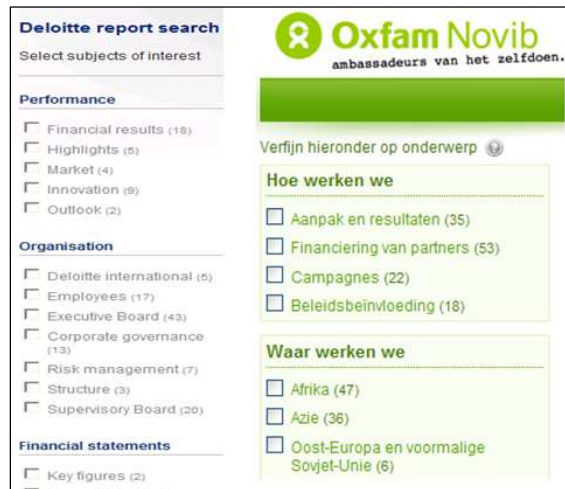 Deloitte report search
Select subjects of interest
Performance
Financial results (18)
Highlights (5)
Market (4)
Innovation (9)
Outlook (2)
Organisation
Deloitte international (6)
Employees (17)
Executive Board (43)
Corporate governance
(13)
Risk management (7)
Structure (3)
Supervisory Board (20)
Financial statements
Key figures (2)
Oxfam Novib
ambassadeurs van het zelfdoen.
Verfijn hieronder op onderwerp
Hoe werken we
Aanpak en resultaten (35)
Financiering van partners (53)
Campagnes (22)
Beleidsbeïnvloeding (18)
Waar werken we
Afrika (47)
Azie (36)
Oost-Europa en voormalige
Sovjet-Unie (6)